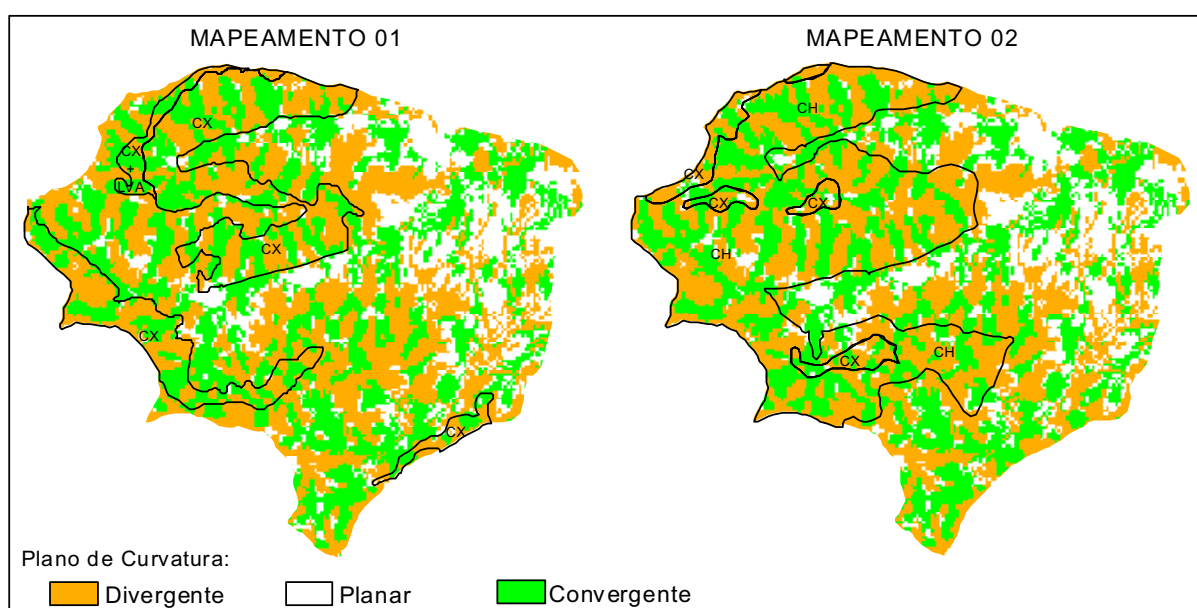 MAPEAMENTO 01
MAPEAMENTO 02
CX
CX
+
LVA
CX
CX
CX
CH
CX
CX
CX
CH
CX
CH
Plano de Curvatura:
Divergente
Planar
Convergente